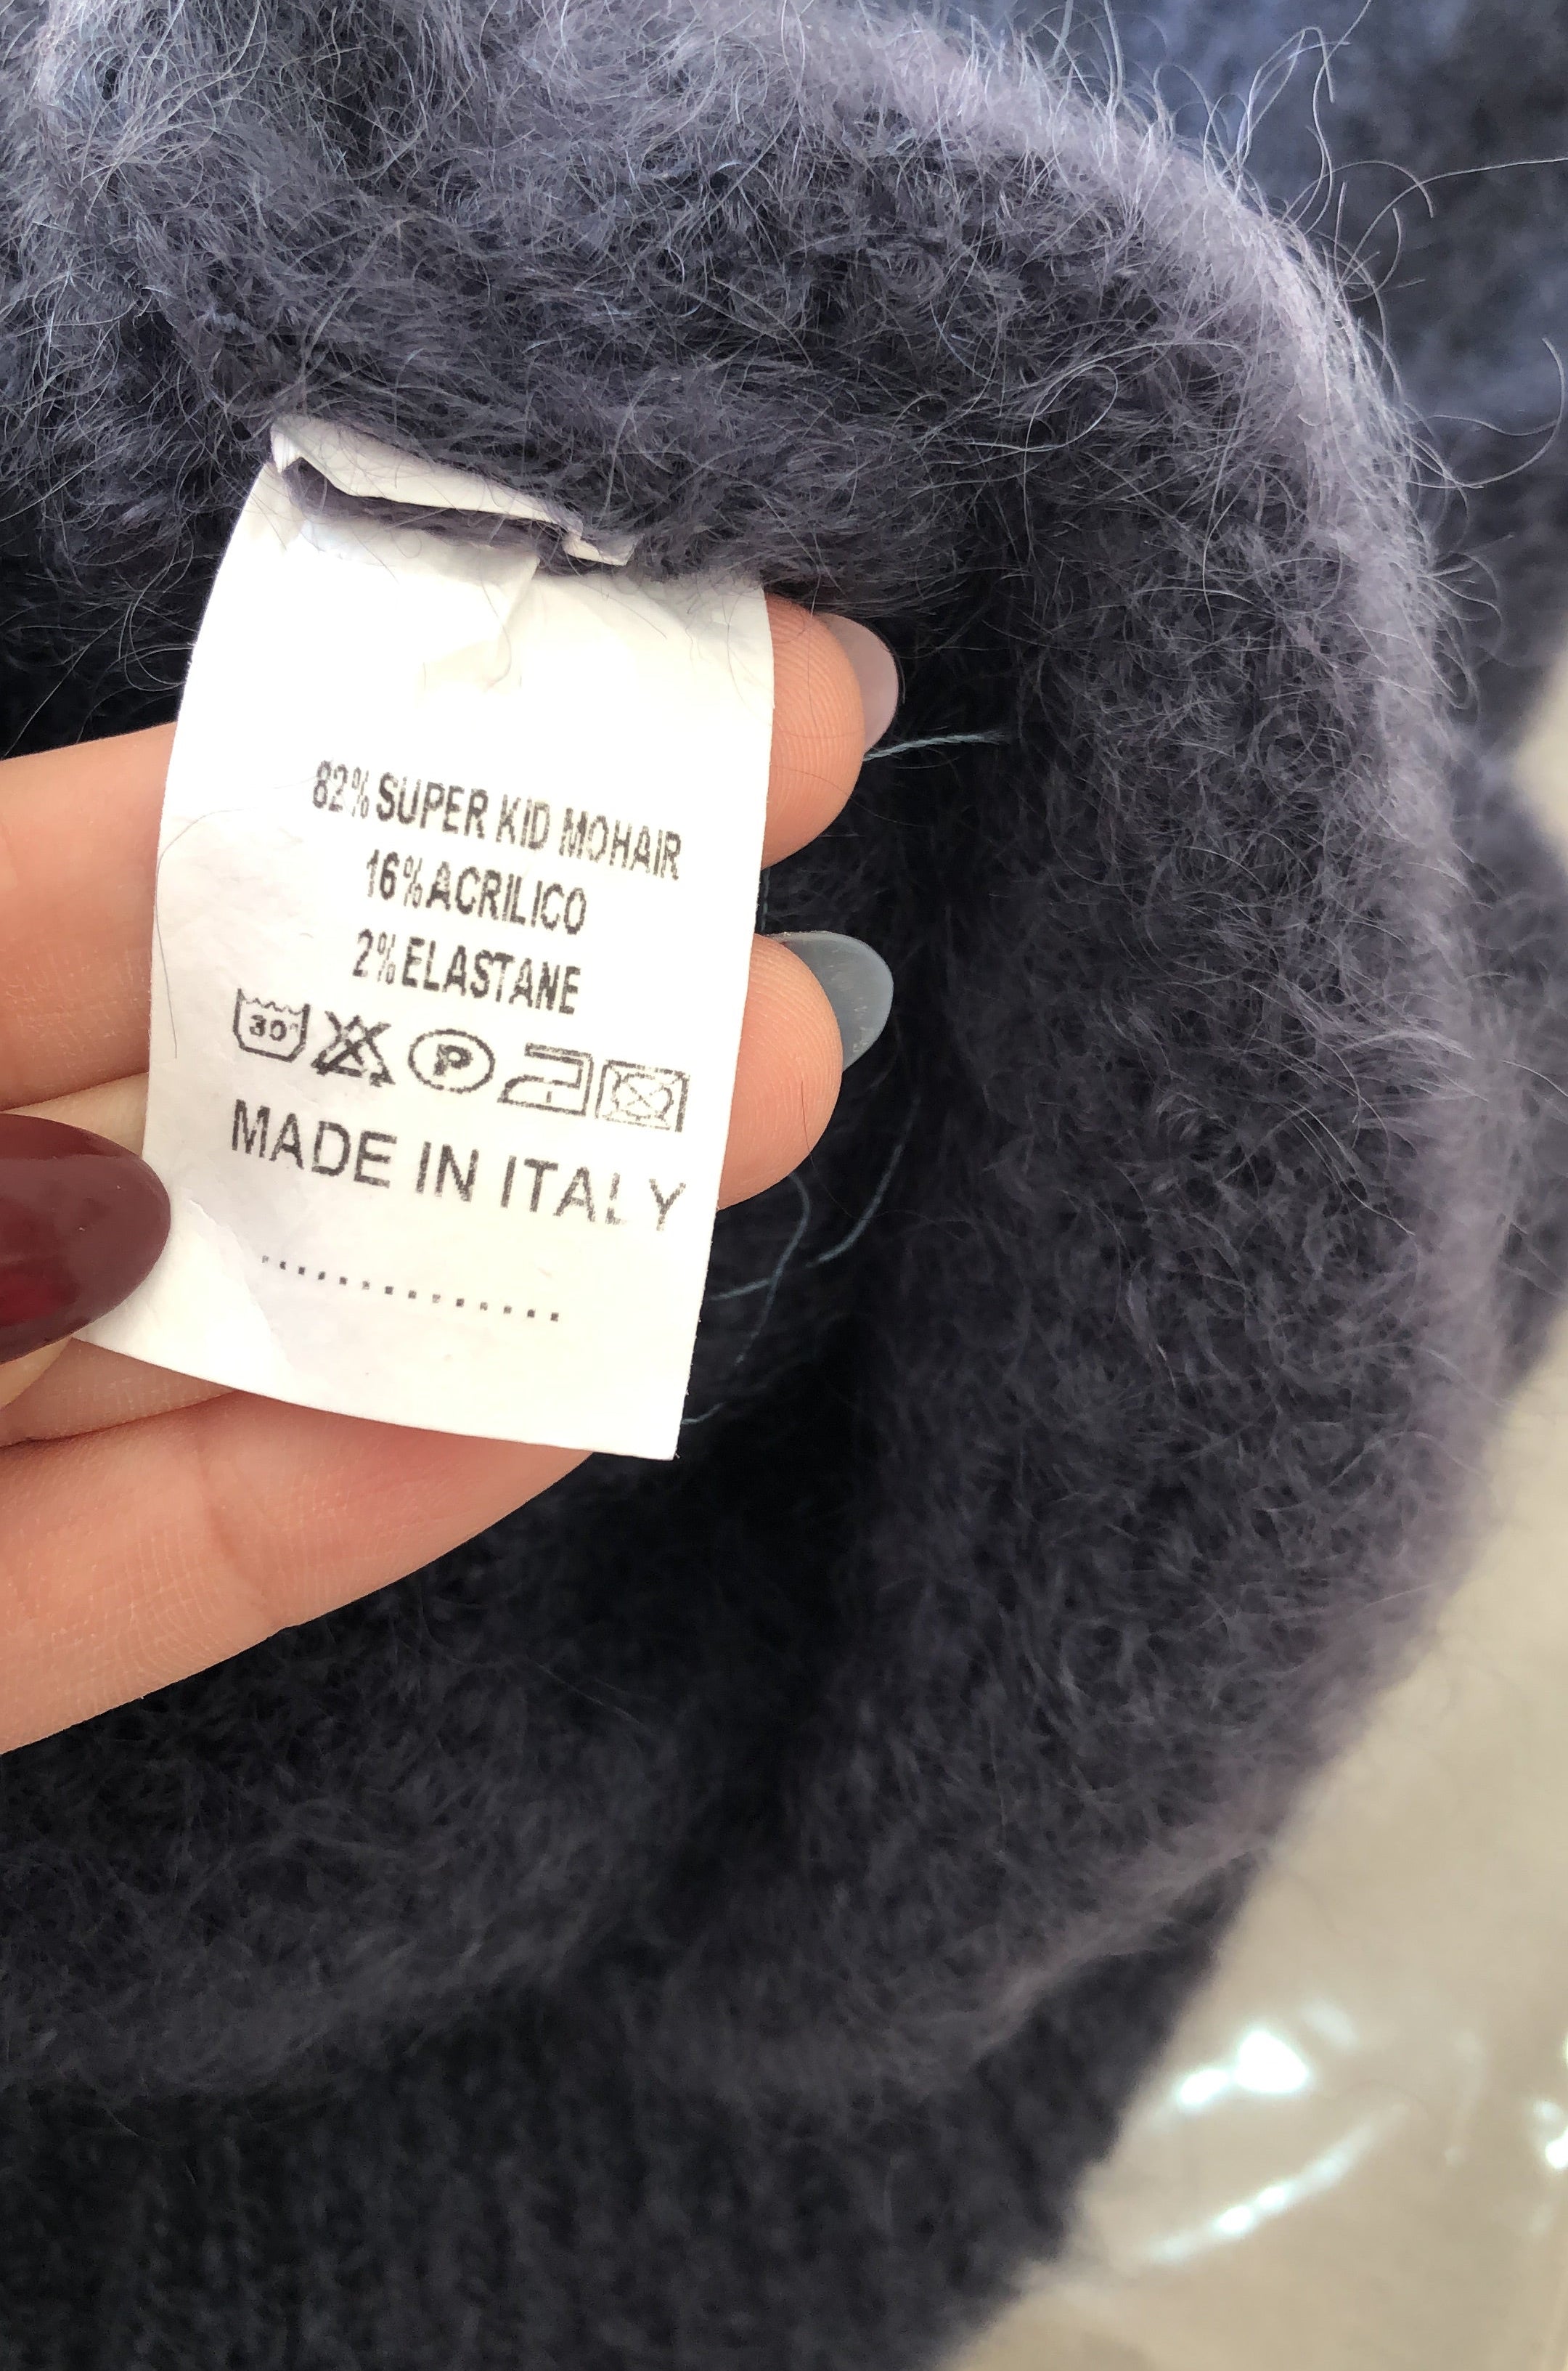 82% SUPER KID MOHAIR
16% ACRILICO
2% ELASTANE
30° P
MADE IN ITALY
..............